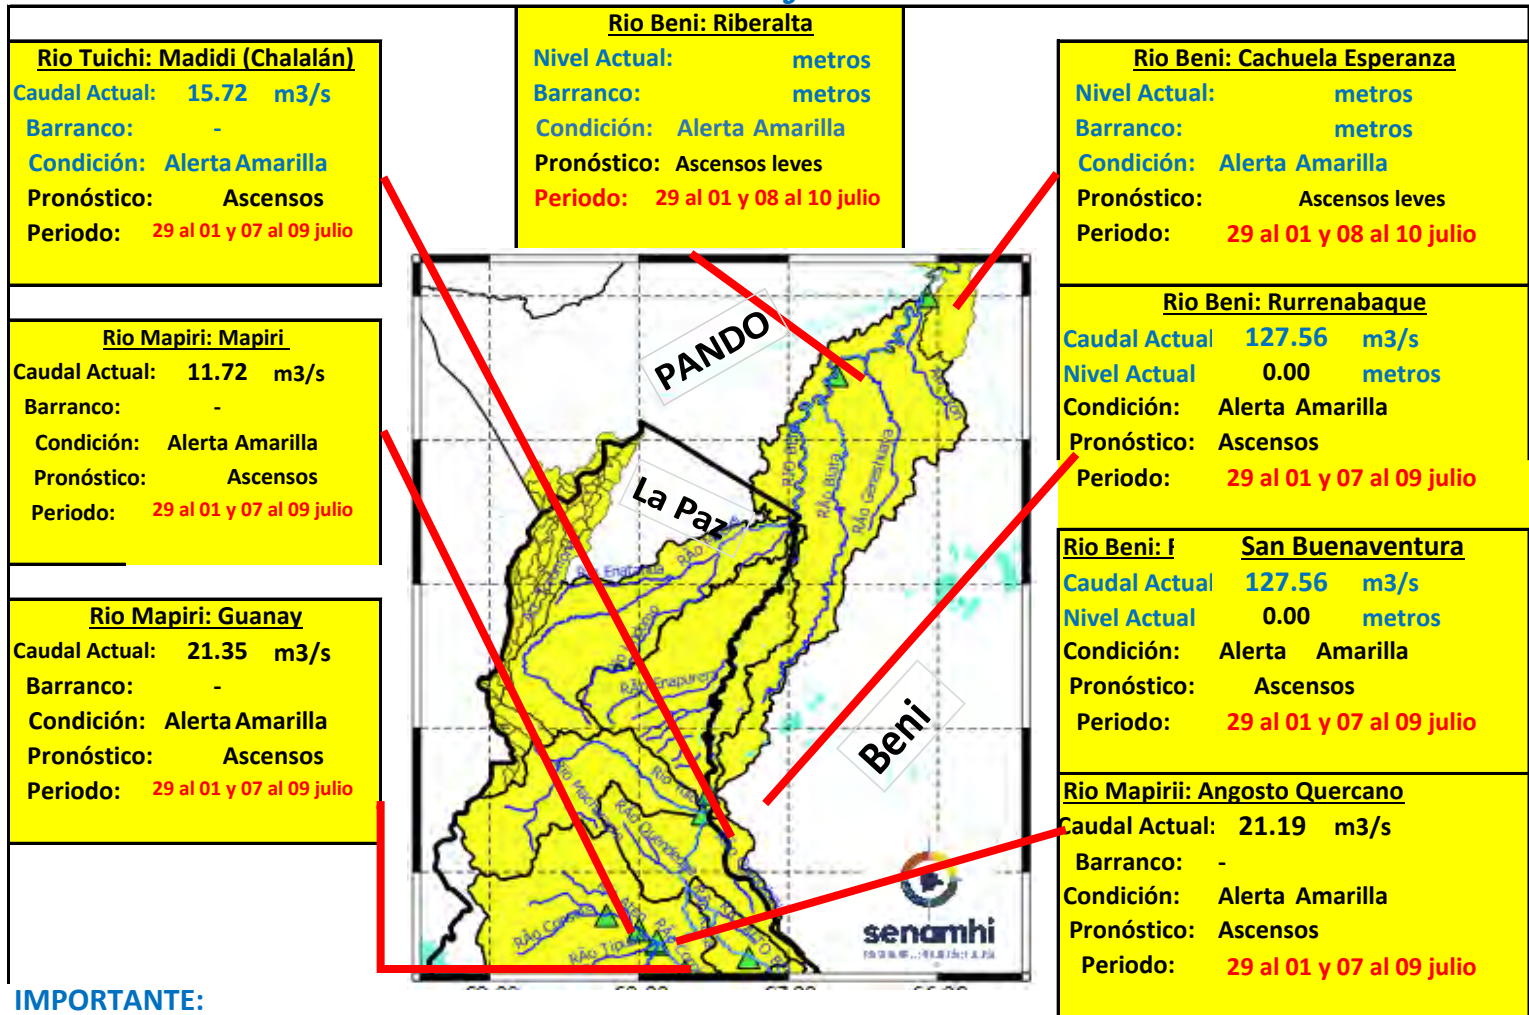 Rio Tuichi: Madidi (Chalalán)
Caudal Actual: 15.72 m3/s
Barranco: -
Condición: Alerta Amarilla
Pronóstico: Ascensos
Periodo: 29 al 01 y 07 al 09 julio
Rio Mapiri: Mapiri
Caudal Actual: 11.72 m3/s
Barranco: -
Condición: Alerta Amarilla
Pronóstico: Ascensos
Periodo: 29 al 01 y 07 al 09 julio
Rio Mapiri: Guanay
Caudal Actual: 21.35 m3/s
Barranco: -
Condición: Alerta Amarilla
Pronóstico: Ascensos
Periodo: 29 al 01 y 07 al 09 julio
Rio Beni: Riberalta
Nivel Actual: metros
Barranco: metros
Condición: Alerta Amarilla
Pronóstico: Ascensos leves
Periodo: 29 al 01 y 08 al 10 julio
PANDO
La Paz
Beni
RÃo Biata
RÃo Geneshuaya
RÃo Enapurera
senamhi
Rio Beni: Cachuela Esperanza
Nivel Actual: metros
Barranco: metros
Condición: Alerta Amarilla
Pronóstico: Ascensos leves
Periodo: 29 al 01 y 08 al 10 julio
Rio Beni: Rurrenabaque
Caudal Actual 127.56 m3/s
Nivel Actual 0.00 metros
Condición: Alerta Amarilla
Pronóstico: Ascensos
Periodo: 29 al 01 y 07 al 09 julio
Rio Beni: San Buenaventura
Caudal Actual 127.56 m3/s
Nivel Actual 0.00 metros
Condición: Alerta Amarilla
Pronóstico: Ascensos
Periodo: 29 al 01 y 07 al 09 julio
Rio Mapirii: Angosto Quercano
Caudal Actual: 21.19 m3/s
Barranco: -
Condición: Alerta Amarilla
Pronóstico: Ascensos
Periodo: 29 al 01 y 07 al 09 julio
IMPORTANTE: